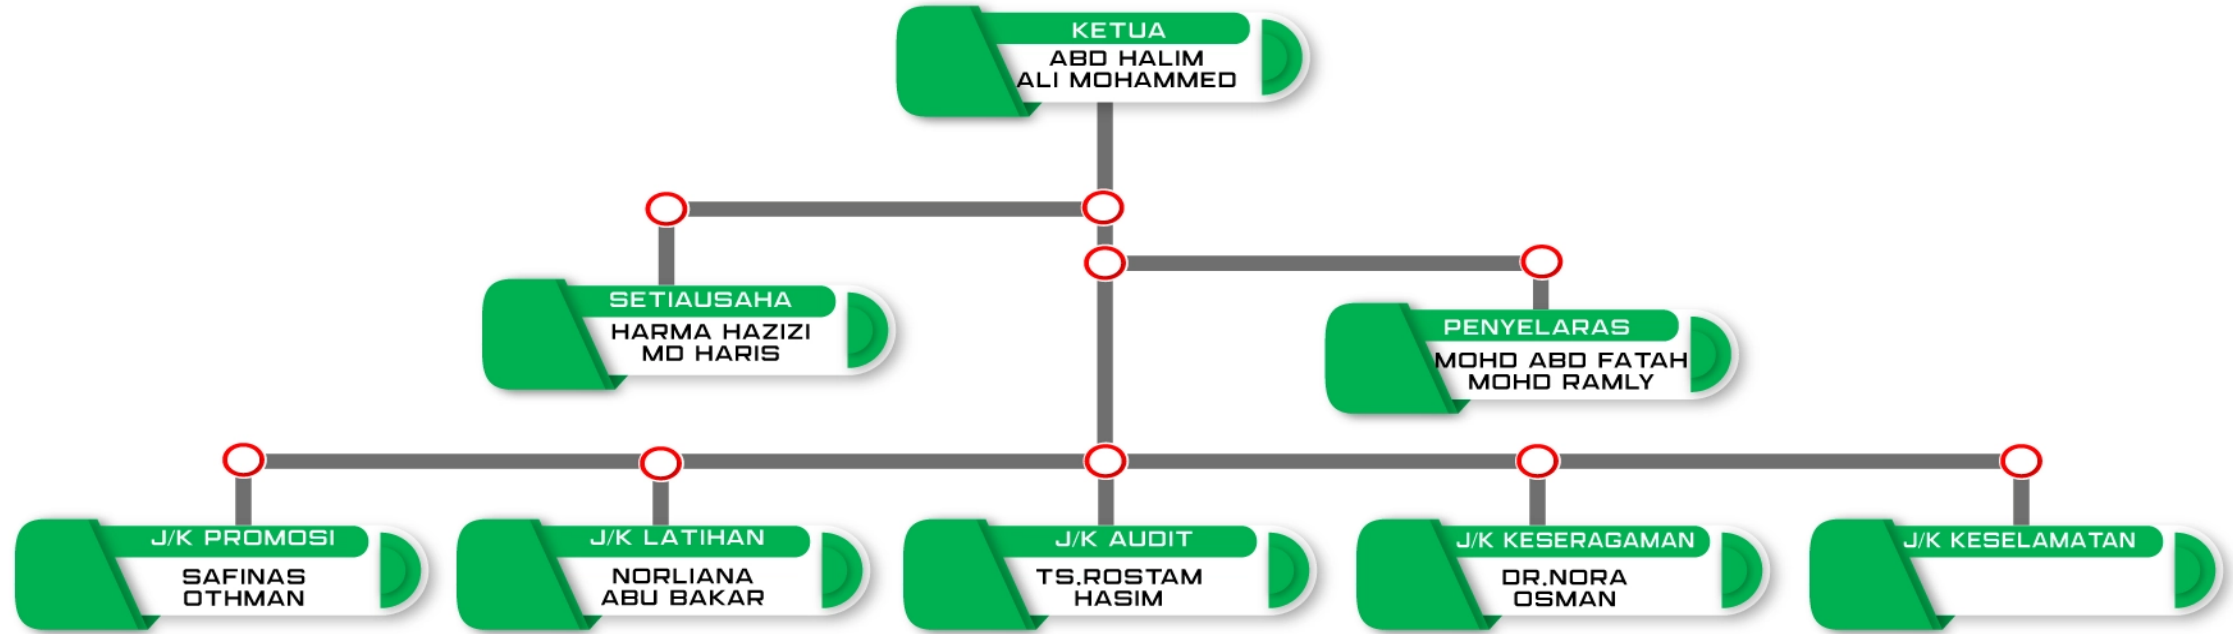 KETUA
ABD HALIM
ALI MOHAMMED
SETIAUSAHA
HARMA HAZIZI
MD HARIS
PENYELARAS
MOHD ABD FATAH
MOHD RAMLY
J/K PROMOSI
SAFINAS
OTHMAN
J/K LATIHAN
NORLIANA
ABU BAKAR
J/K AUDIT
TS.ROSTAM
HASIM
J/K KESERAGAMAN
DR.NORA
OSMAN
J/K KESELAMATAN